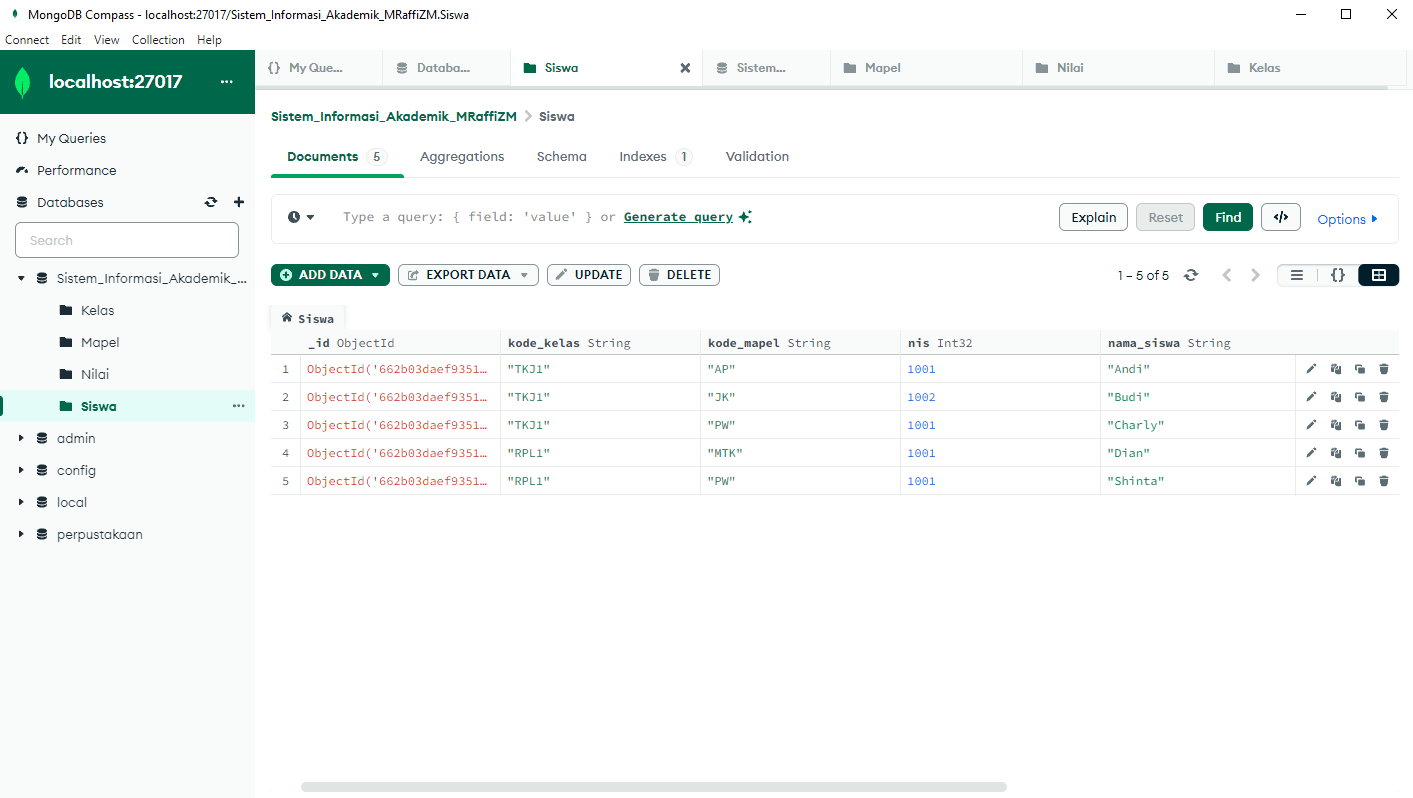 MongoDB Compass - localhost:27017/Sistem_Informasi_Akademik_MRaffiZM.Siswa
Connect Edit View Collection Help
localhost:27017 ...
{} My Queries
Performance
Databases
Search
Sistem_Informasi_Akademik_...
Kelas
Mapel
Nilai
Siswa ...
admin
config
local
perpustakaan
{} My Que... Databa... Siswa Sistem... Mapel Nilai Kelas
Sistem_Informasi_Akademik_MRaffiZM > Siswa
Documents 5 Aggregations Schema Indexes 1 Validation
Type a query: { field: 'value' } or Generate query Explain Reset Find </> Options
ADD DATA EXPORT DATA UPDATE DELETE 1 – 5 of 5 {}
Siswa
_id ObjectId kode_kelas String kode_mapel String nis Int32 nama_siswa String
1 ObjectId('662b03daef9351... "TKJ1" "AP" 1001 "Andi"
2 ObjectId('662b03daef9351... "TKJ1" "JK" 1002 "Budi"
3 ObjectId('662b03daef9351... "TKJ1" "PW" 1001 "Charly"
4 ObjectId('662b03daef9351... "RPL1" "MTK" 1001 "Dian"
5 ObjectId('662b03daef9351... "RPL1" "PW" 1001 "Shinta"